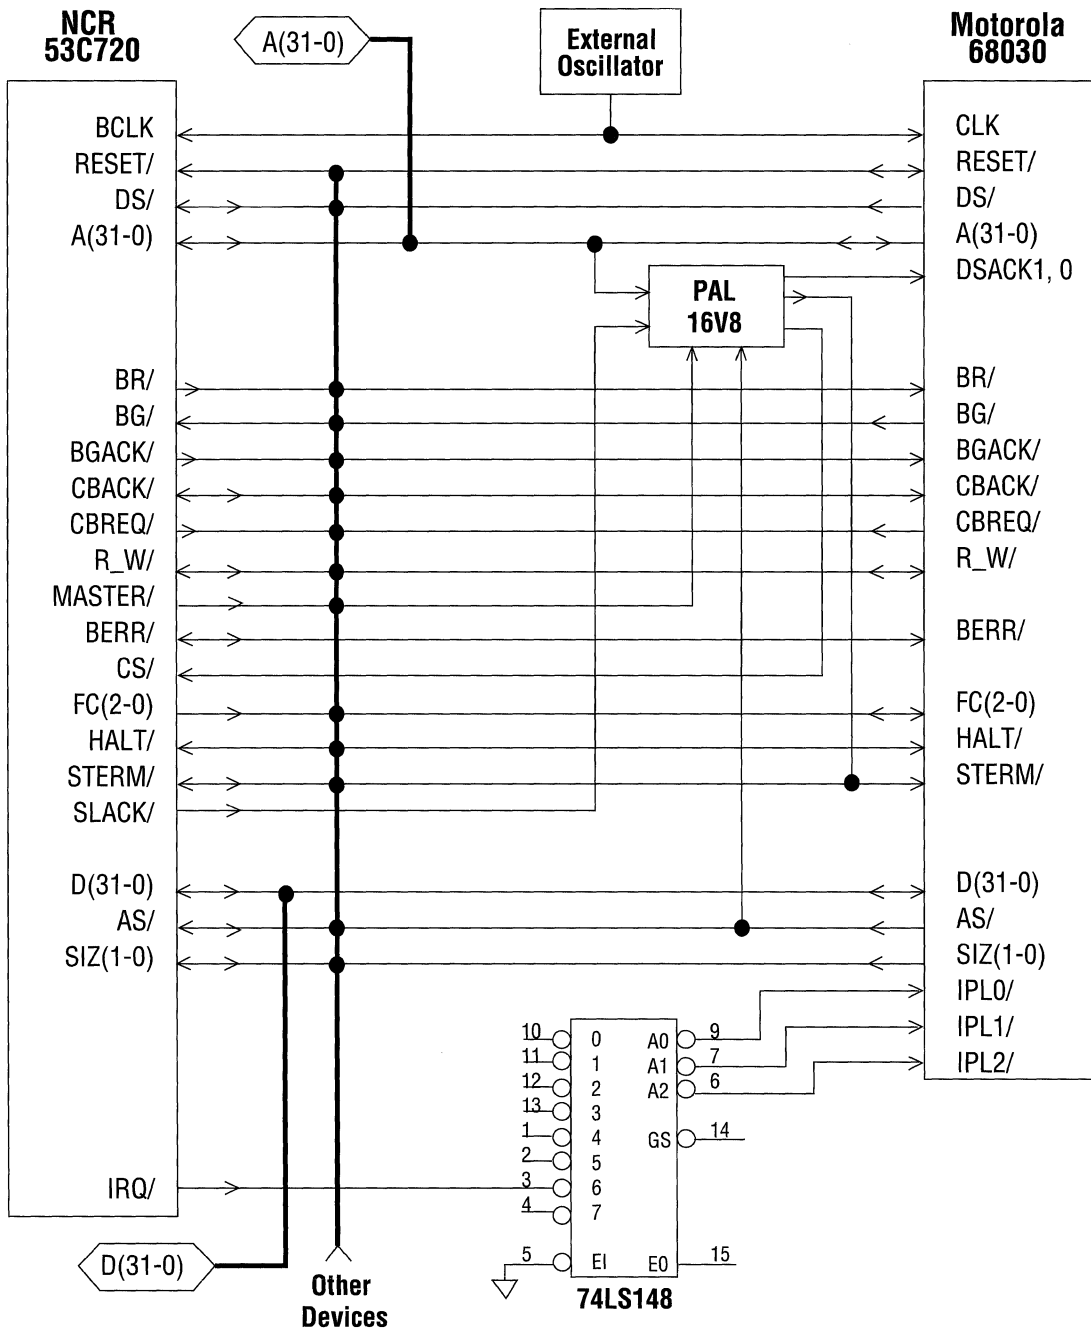 NCR
53C720
A(31-0)
External
Oscillator
Motorola
68030
BCLK
CLK
RESET/
RESET/
DS/
DS/
A(31-0)
A(31-0)
DSACK1, 0
PAL
16V8
BR/
BR/
BG/
BG/
BGACK/
BGACK/
CBACK/
CBACK/
CBREQ/
CBREQ/
R_W/
R_W/
MASTER/
BERR/
BERR/
CS/
FC(2-0)
FC(2-0)
HALT/
HALT/
STERM/
STERM/
SLACK/
D(31-0)
D(31-0)
AS/
AS/
SIZ(1-0)
SIZ(1-0)
IPL0/
IPL1/
IPL2/
10 0 A0 9
11 1 A1 7
12 2 A2 6
13 3
1 4 GS 14
2 5
IRQ/
3 6
4 7
5 EI E0 15
74LS148
D(31-0)
Other
Devices